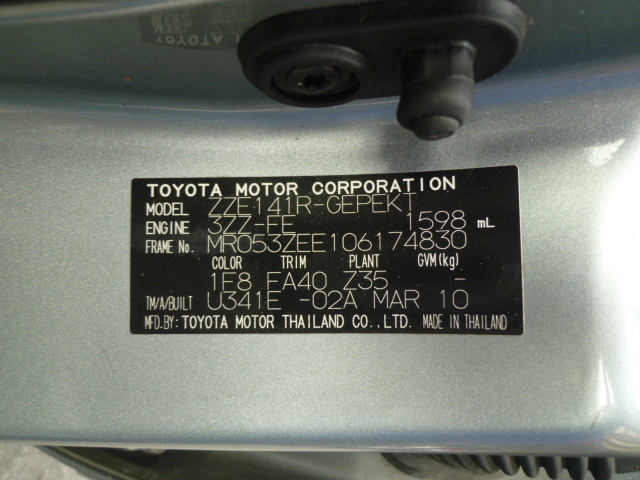 TOYOTA MOTOR CORPORATION
MODEL ZZE141R-GEPEKT
ENGINE 3ZZ-FE 1598 mL
FRAME No. MR053ZEE106174830
COLOR TRIM PLANT GVM(kg)
1F8 FA40 Z35 -
TM/A/BUILT U341E -02A MAR 10
MFD.BY: TOYOTA MOTOR THAILAND CO.,LTD. MADE IN THAILAND